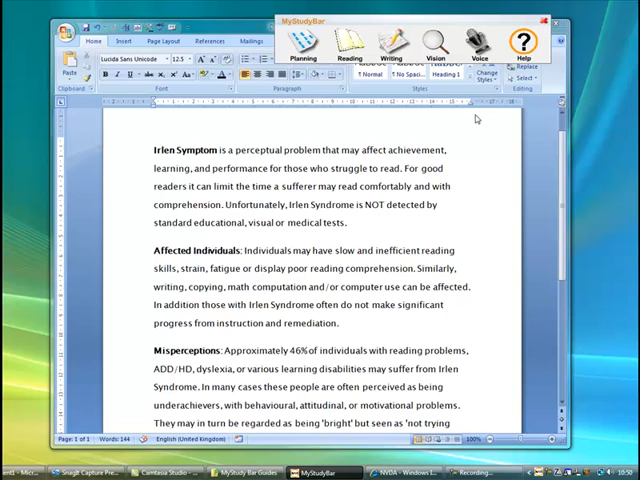 MyStudyBar
Planning Reading Writing Vision Voice Help
Home Insert Page Layout References Mailings
Paste
Lucida Sans Unicode 12.5
¶ Normal ¶ No Spaci... Heading 1
Change Styles
Replace
Select
Clipboard Font Paragraph Styles Editing
Irlen Symptom is a perceptual problem that may affect achievement,
learning, and performance for those who struggle to read. For good
readers it can limit the time a sufferer may read comfortably and with
comprehension. Unfortunately, Irlen Syndrome is NOT detected by
standard educational, visual or medical tests.
Affected Individuals: Individuals may have slow and inefficient reading
skills, strain, fatigue or display poor reading comprehension. Similarly,
writing, copying, math computation and/or computer use can be affected.
In addition those with Irlen Syndrome often do not make significant
progress from instruction and remediation.
Misperceptions: Approximately 46% of individuals with reading problems,
ADD/HD, dyslexia, or various learning disabilities may suffer from Irlen
Syndrome. In many cases these people are often perceived as being
underachievers, with behavioural, attitudinal, or motivational problems.
They may in turn be regarded as being 'bright' but seen as 'not trying
Page: 1 of 1 Words: 144 English (United Kingdom) 100%
SnagIt Capture Pre... Camtasia Studio - ... MyStudy Bar Guides MyStudyBar NVDA - Windows I... Recording... 10:50